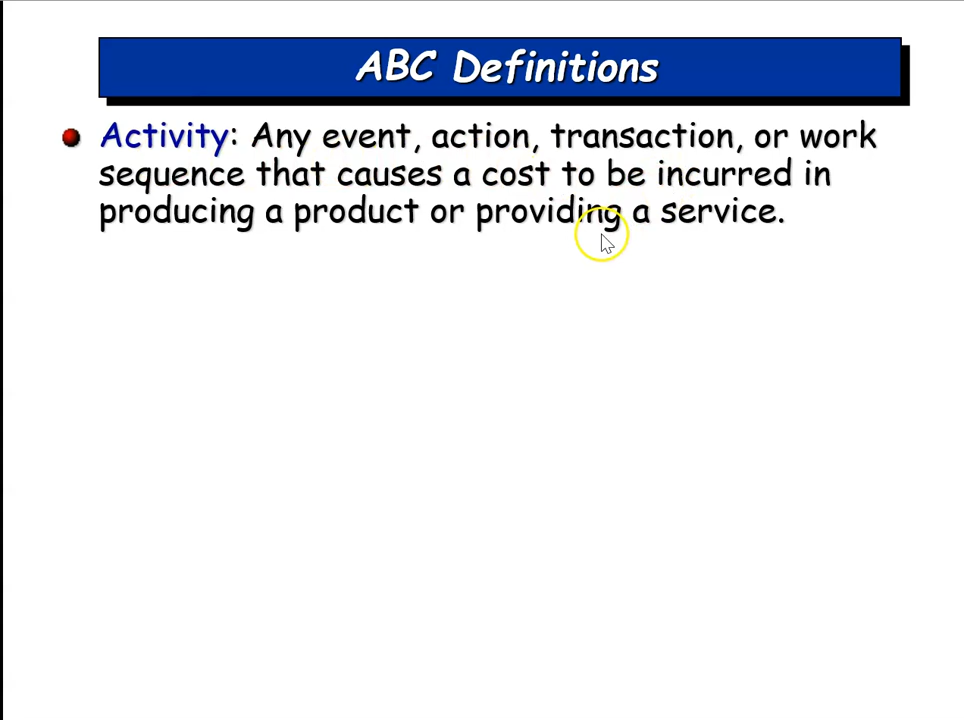 ABC Definitions
Activity: Any event, action, transaction, or work
sequence that causes a cost to be incurred in
producing a product or providing a service.